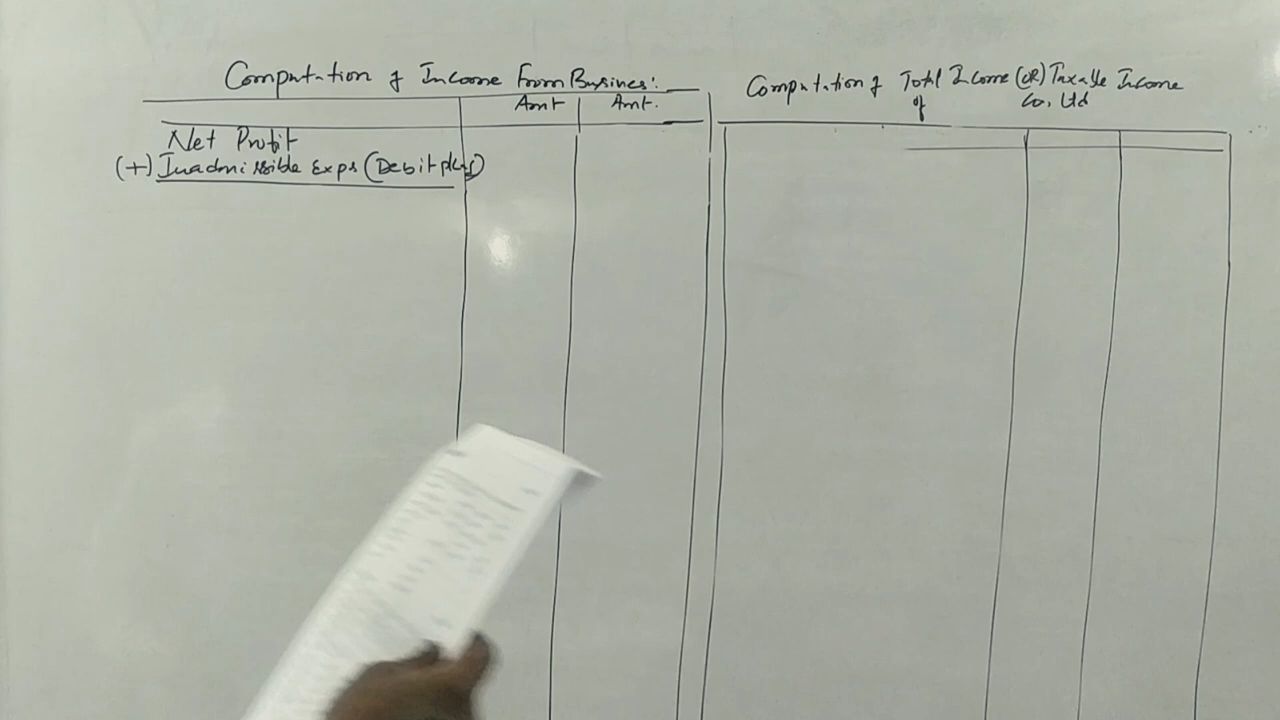 Computation of Income From Business:
Amt Amt.
Net Profit
(+) Inadmissible Exps (Debit
Computation of Total Income (OR) Taxable Income
of Co, Ltd